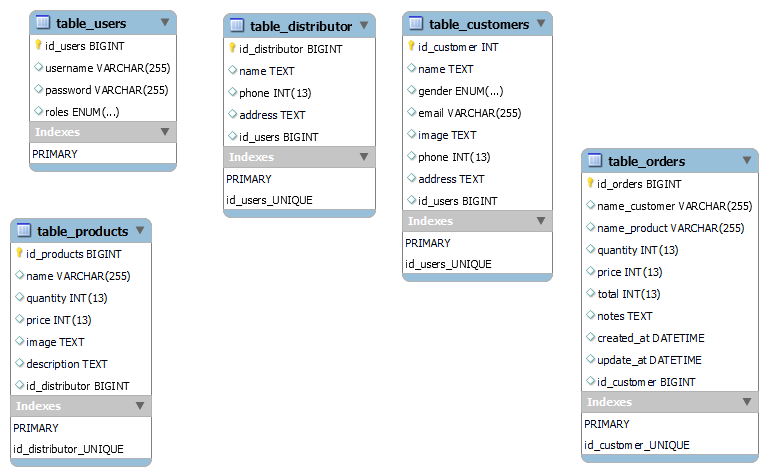 table_users
id_users BIGINT
username VARCHAR(255)
password VARCHAR(255)
roles ENUM(...)
Indexes
PRIMARY
table_distributor
id_distributor BIGINT
name TEXT
phone INT(13)
address TEXT
id_users BIGINT
Indexes
PRIMARY
id_users_UNIQUE
table_customers
id_customer INT
name TEXT
gender ENUM(...)
email VARCHAR(255)
image TEXT
phone INT(13)
address TEXT
id_users BIGINT
Indexes
PRIMARY
id_users_UNIQUE
table_orders
id_orders BIGINT
name_customer VARCHAR(255)
name_product VARCHAR(255)
quantity INT(13)
price INT(13)
total INT(13)
notes TEXT
created_at DATETIME
update_at DATETIME
id_customer BIGINT
Indexes
PRIMARY
id_customer_UNIQUE
table_products
id_products BIGINT
name VARCHAR(255)
quantity INT(13)
price INT(13)
image TEXT
description TEXT
id_distributor BIGINT
Indexes
PRIMARY
id_distributor_UNIQUE